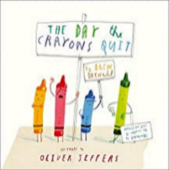 THE DAY the
CRAYONS QUIT
by DREW
DAYWALT
PICTURES BY
OLIVER JEFFERS